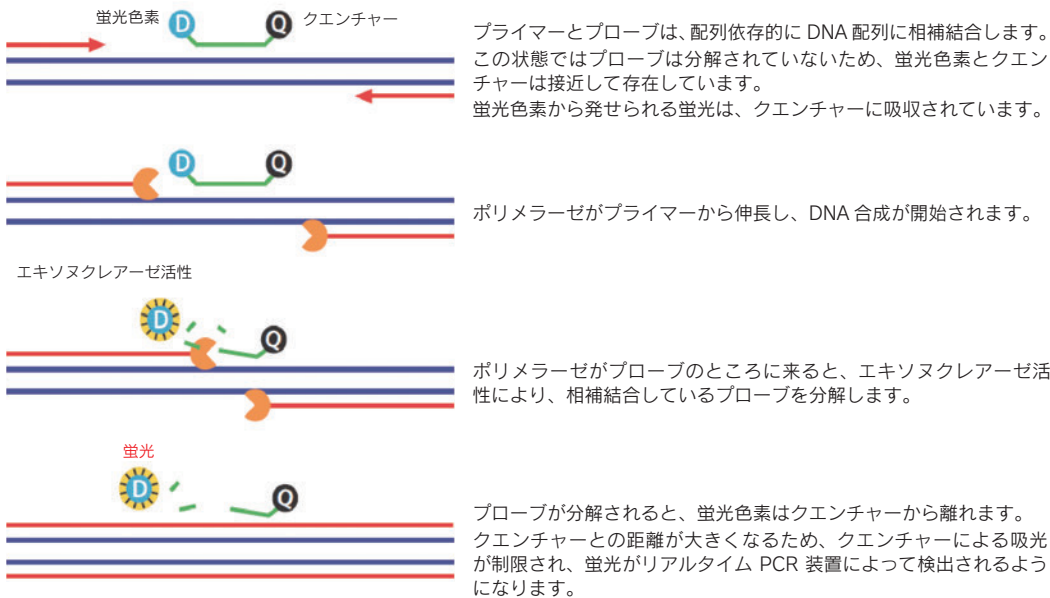 蛍光色素 D Q クエンチャー
プライマーとプローブは、配列依存的に DNA 配列に相補結合します。
この状態ではプローブは分解されていないため、蛍光色素とクエン
チャーは接近して存在しています。
蛍光色素から発せられる蛍光は、クエンチャーに吸収されています。
D Q
ポリメラーゼがプライマーから伸長し、DNA 合成が開始されます。
エキソヌクレアーゼ活性
D Q
ポリメラーゼがプローブのところに来ると、エキソヌクレアーゼ活
性により、相補結合しているプローブを分解します。
蛍光
D Q
プローブが分解されると、蛍光色素はクエンチャーから離れます。
クエンチャーとの距離が大きくなるため、クエンチャーによる吸光
が制限され、蛍光がリアルタイム PCR 装置によって検出されるよう
になります。